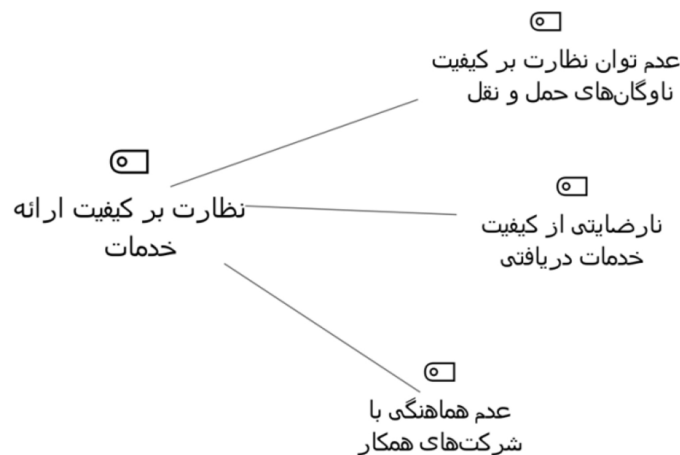 عدم توان نظارت بر کیفیت
ناوگان‌های حمل و نقل
نظارت بر کیفیت ارائه
خدمات
نارضایتی از کیفیت
خدمات دریافتی
عدم هماهنگی با
شرکت‌های همکار